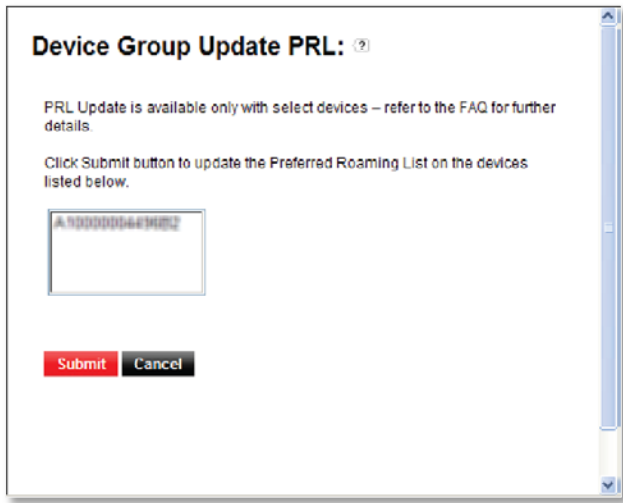 Device Group Update PRL: ?
PRL Update is available only with select devices – refer to the FAQ for further
details.
Click Submit button to update the Preferred Roaming List on the devices
listed below.
Submit Cancel